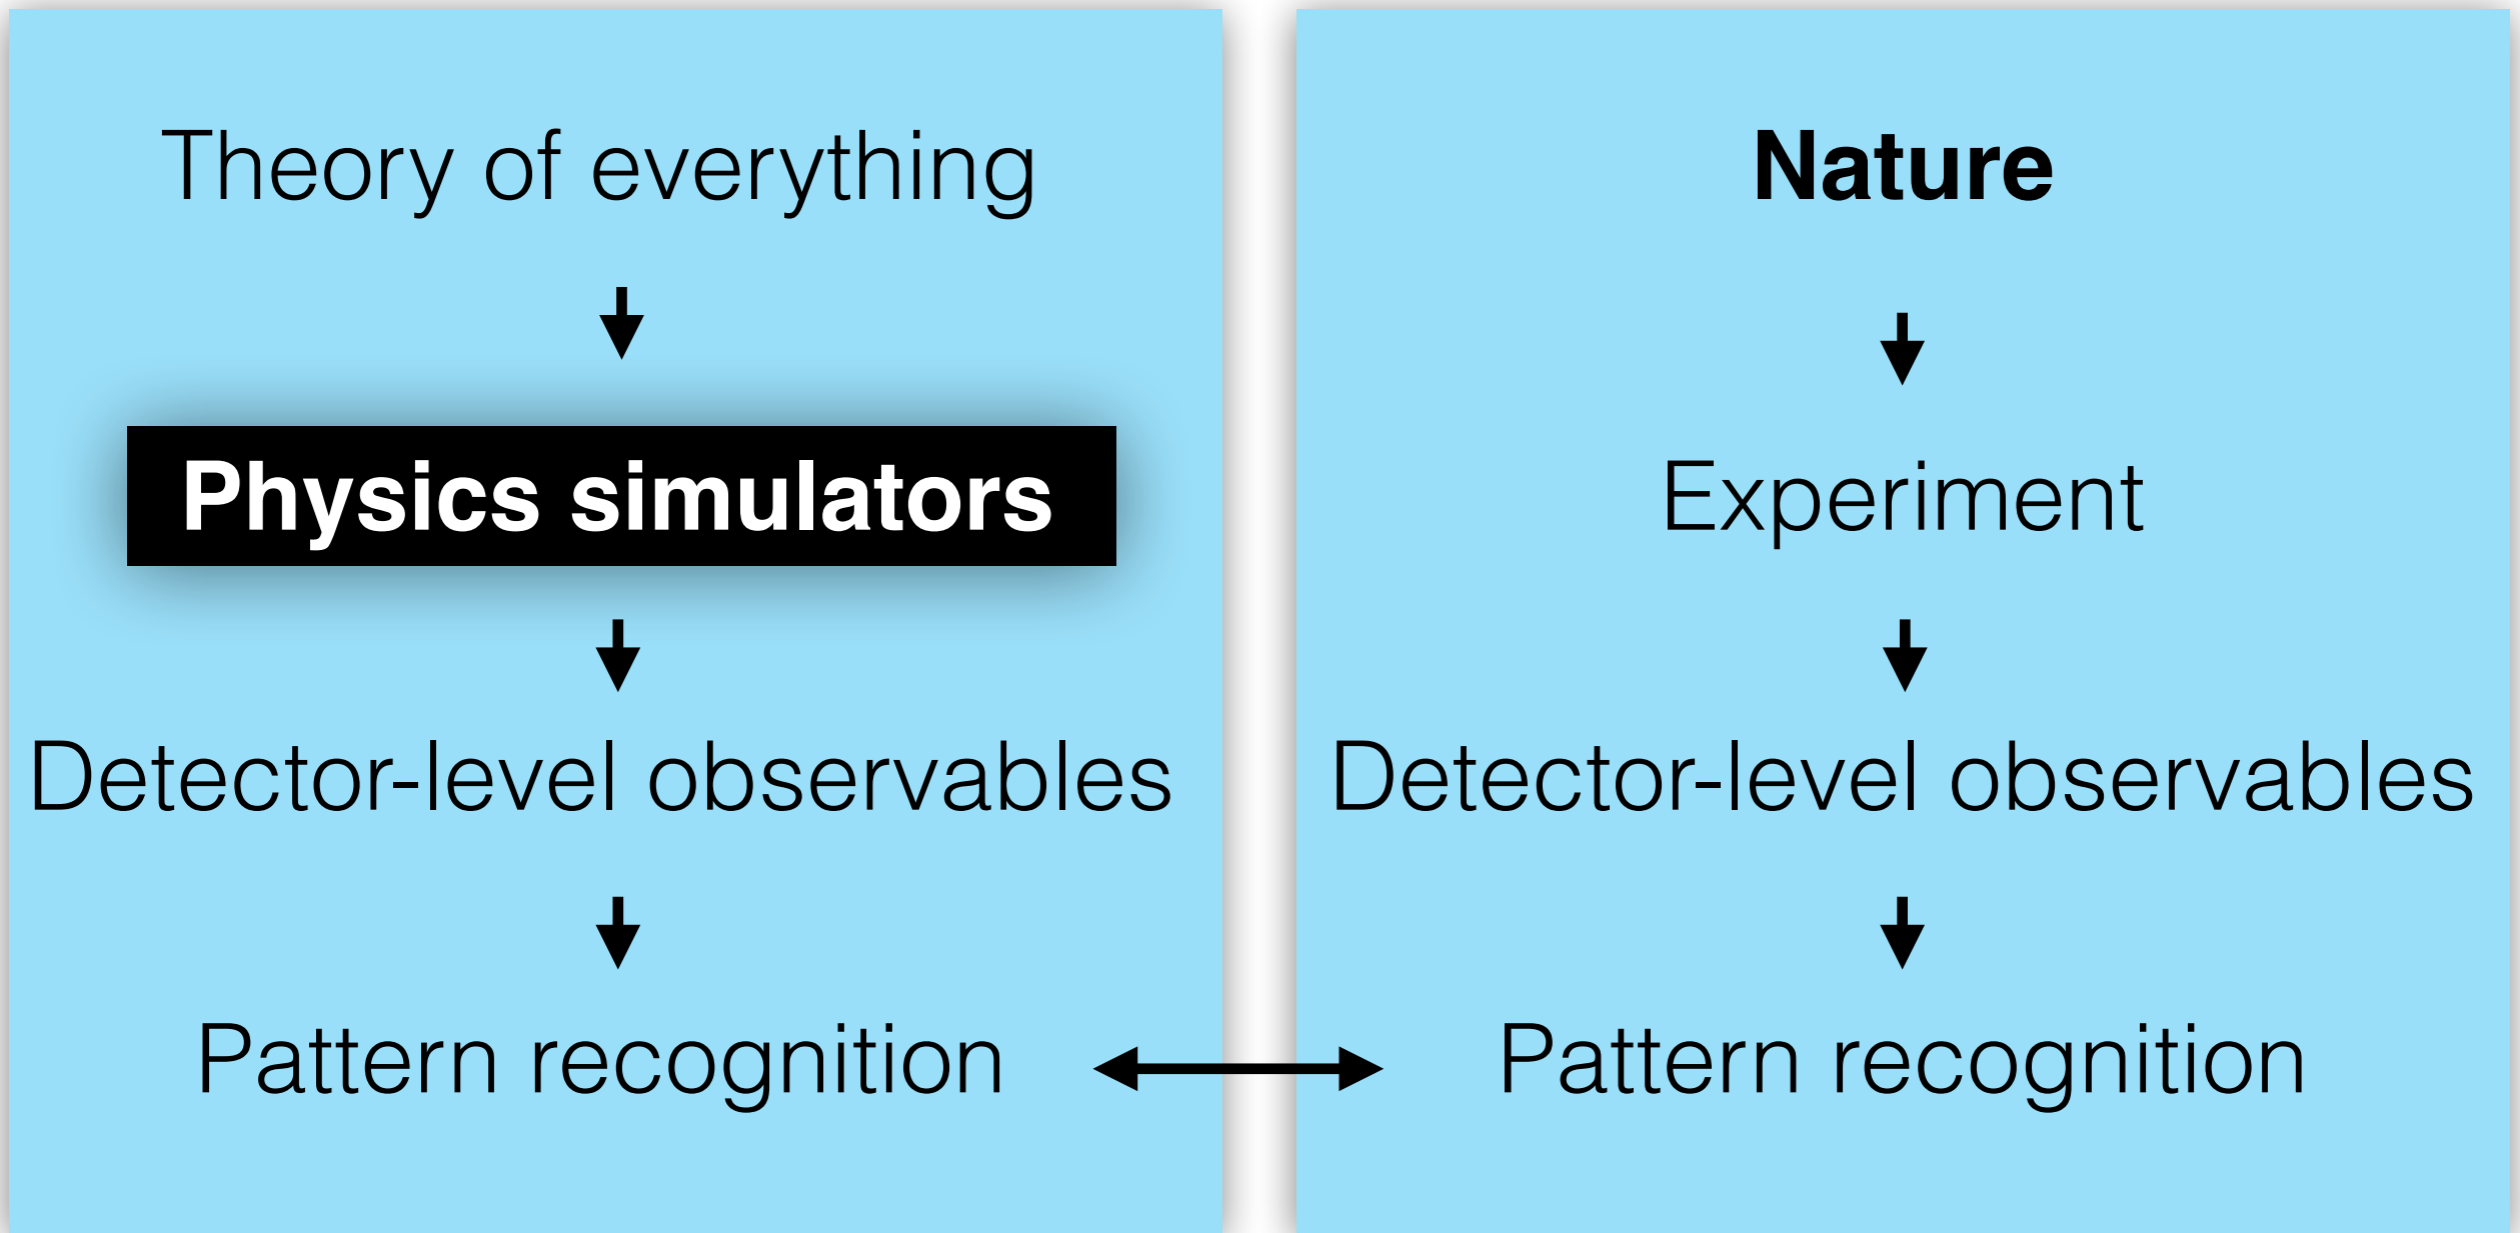 Theory of everything
Physics simulators
Detector-level observables
Pattern recognition
Nature
Experiment
Detector-level observables
Pattern recognition